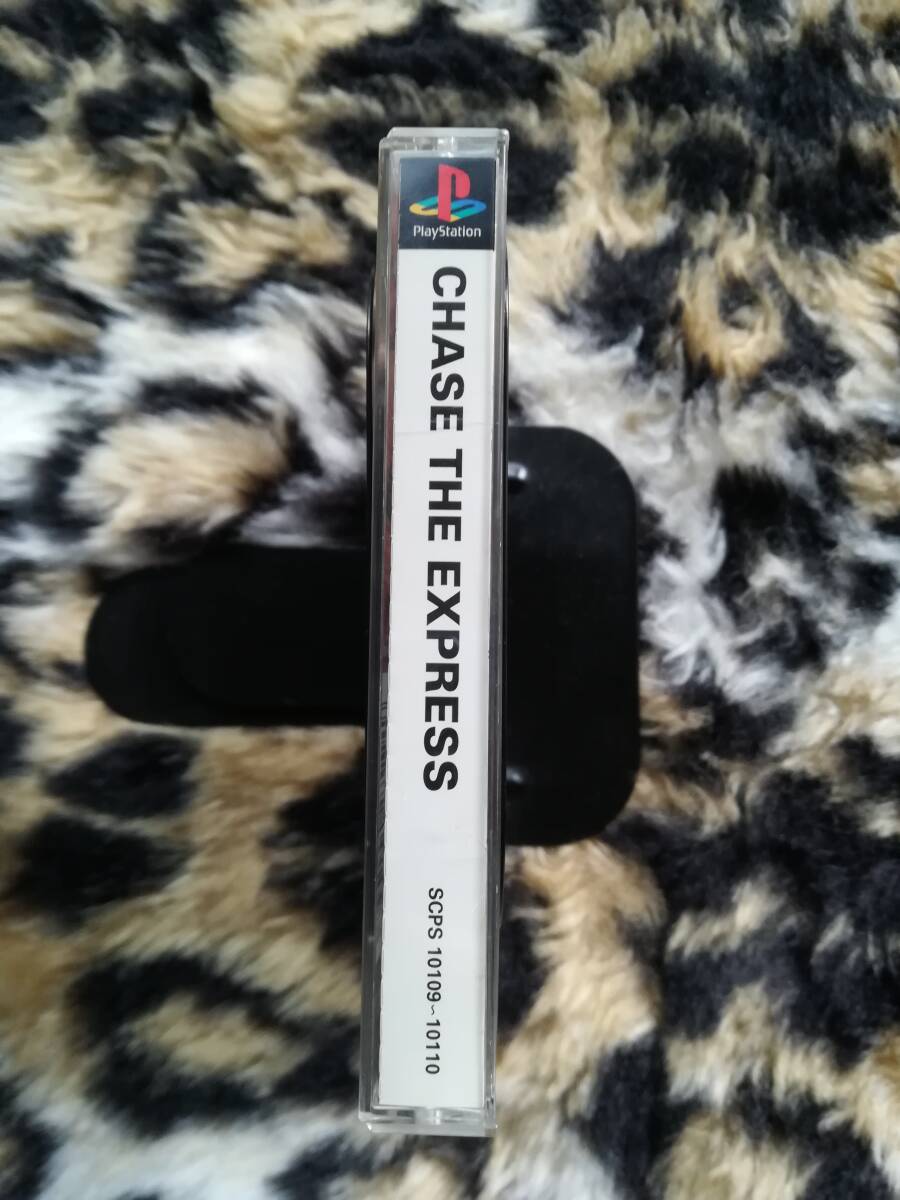 PlayStation
CHASE THE EXPRESS
SCPS 10109~10110